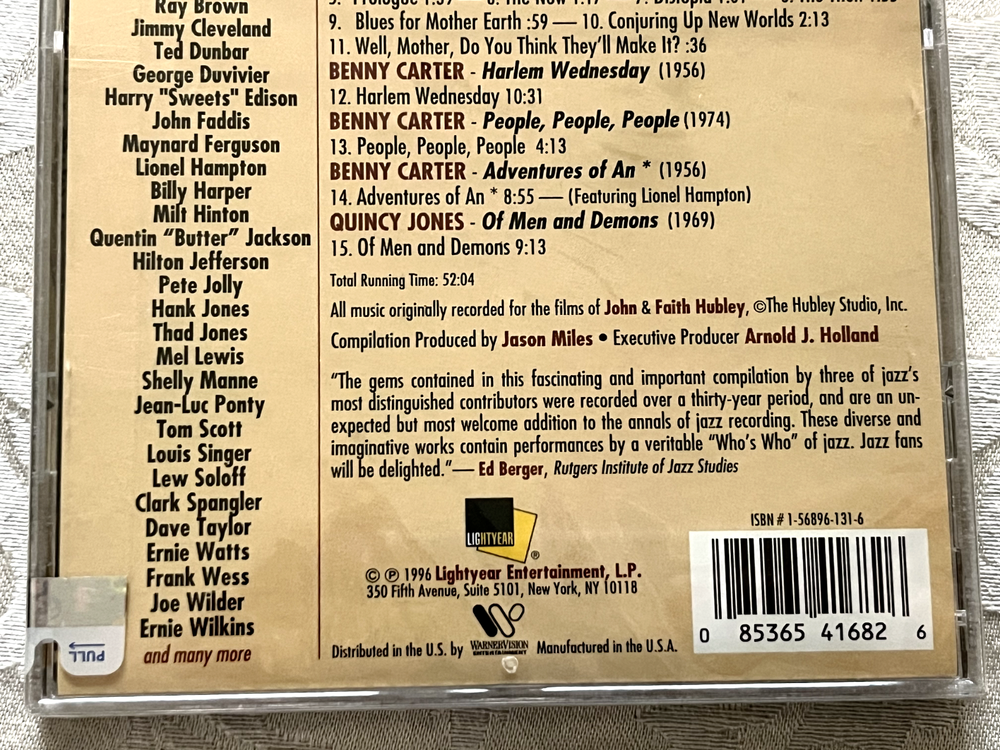 Ray Brown
Jimmy Cleveland
Ted Dunbar
George Duvivier
Harry "Sweets" Edison
John Faddis
Maynard Ferguson
Lionel Hampton
Billy Harper
Milt Hinton
Quentin “Butter” Jackson
Hilton Jefferson
Pete Jolly
Hank Jones
Thad Jones
Mel Lewis
Shelly Manne
Jean-Luc Ponty
Tom Scott
Louis Singer
Lew Soloff
Clark Spangler
Dave Taylor
Ernie Watts
Frank Wess
Joe Wilder
Ernie Wilkins
and many more
PULL
9. Blues for Mother Earth :59 — 10. Conjuring Up New Worlds 2:13
11. Well, Mother, Do You Think They’ll Make It? :36
BENNY CARTER - Harlem Wednesday (1956)
12. Harlem Wednesday 10:31
BENNY CARTER - People, People, People (1974)
13. People, People, People 4:13
BENNY CARTER - Adventures of An * (1956)
14. Adventures of An * 8:55 — (Featuring Lionel Hampton)
QUINCY JONES - Of Men and Demons (1969)
15. Of Men and Demons 9:13
Total Running Time: 52:04
All music originally recorded for the films of John & Faith Hubley, ©The Hubley Studio, Inc.
Compilation Produced by Jason Miles • Executive Producer Arnold J. Holland
“The gems contained in this fascinating and important compilation by three of jazz’s
most distinguished contributors were recorded over a thirty-year period, and are an un-
expected but most welcome addition to the annals of jazz recording. These diverse and
imaginative works contain performances by a veritable “Who’s Who” of jazz. Jazz fans
will be delighted.”— Ed Berger, Rutgers Institute of Jazz Studies
LIGHTYEAR ®
© ℗ 1996 Lightyear Entertainment, L.P.
350 Fifth Avenue, Suite 5101, New York, NY 10118
Distributed in the U.S. by WARNERVISION ENTERTAINMENT Manufactured in the U.S.A.
ISBN # 1-56896-131-6
0 85365 41682 6